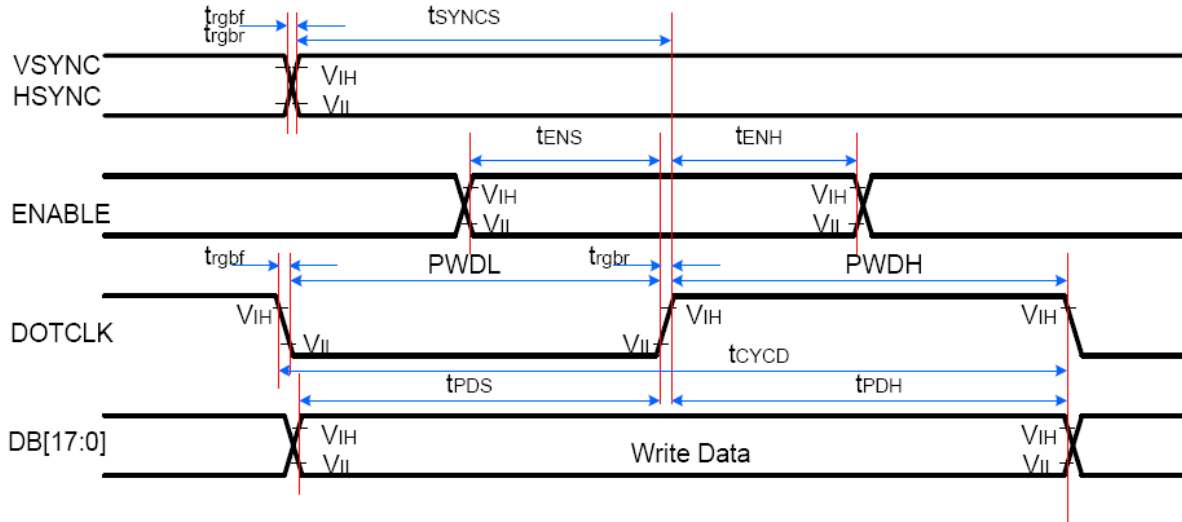 trgbf
trgbr
tSYNCS
VSYNC
HSYNC
VIH
VIl
tENS
tENH
ENABLE
VIH
VIl
VIH
VIl
trgbf
PWDL
trgbr
PWDH
DOTCLK
VIH
VIl
VIl
VIH
VIH
tCYCD
tPDS
tPDH
DB[17:0]
VIH
VIl
Write Data
VIH
VIl